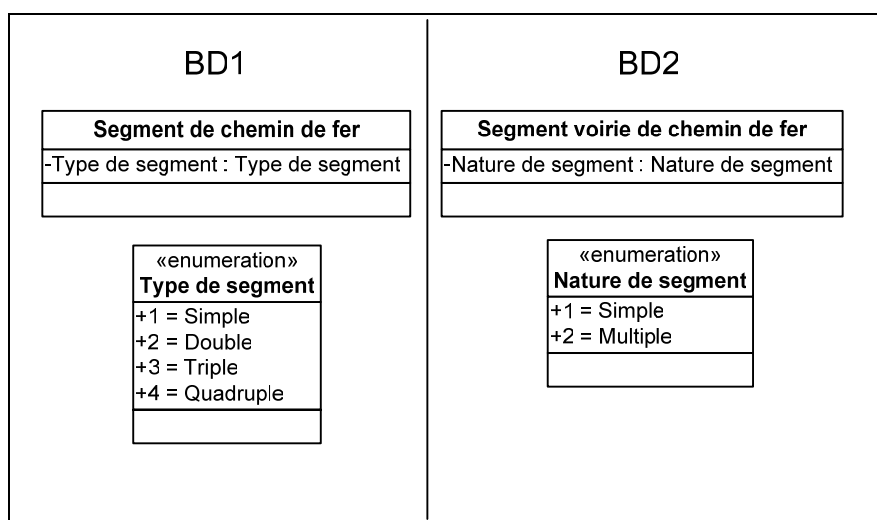 BD1
Segment de chemin de fer
-Type de segment : Type de segment
«enumeration»
Type de segment
+1 = Simple
+2 = Double
+3 = Triple
+4 = Quadruple
BD2
Segment voirie de chemin de fer
-Nature de segment : Nature de segment
«enumeration»
Nature de segment
+1 = Simple
+2 = Multiple